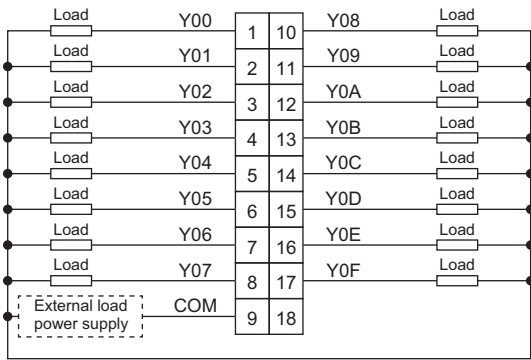 Load Y00 1 10 Y08 Load
Load Y01 2 11 Y09 Load
Load Y02 3 12 Y0A Load
Load Y03 4 13 Y0B Load
Load Y04 5 14 Y0C Load
Load Y05 6 15 Y0D Load
Load Y06 7 16 Y0E Load
Load Y07 8 17 Y0F Load
External load
power supply
COM 9 18